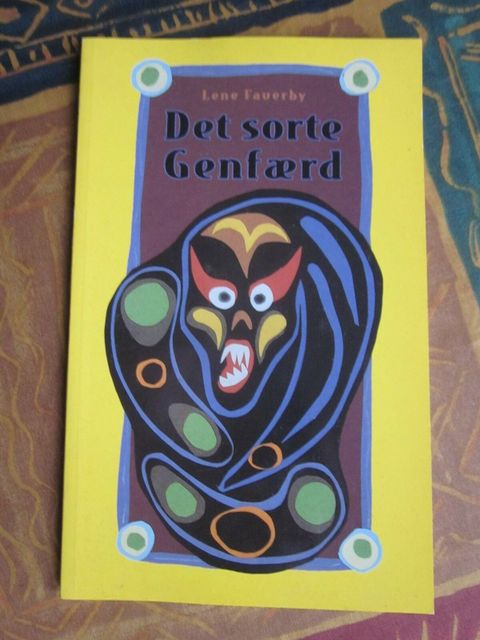 Lene Fauerby
Det sorte
Genfærd